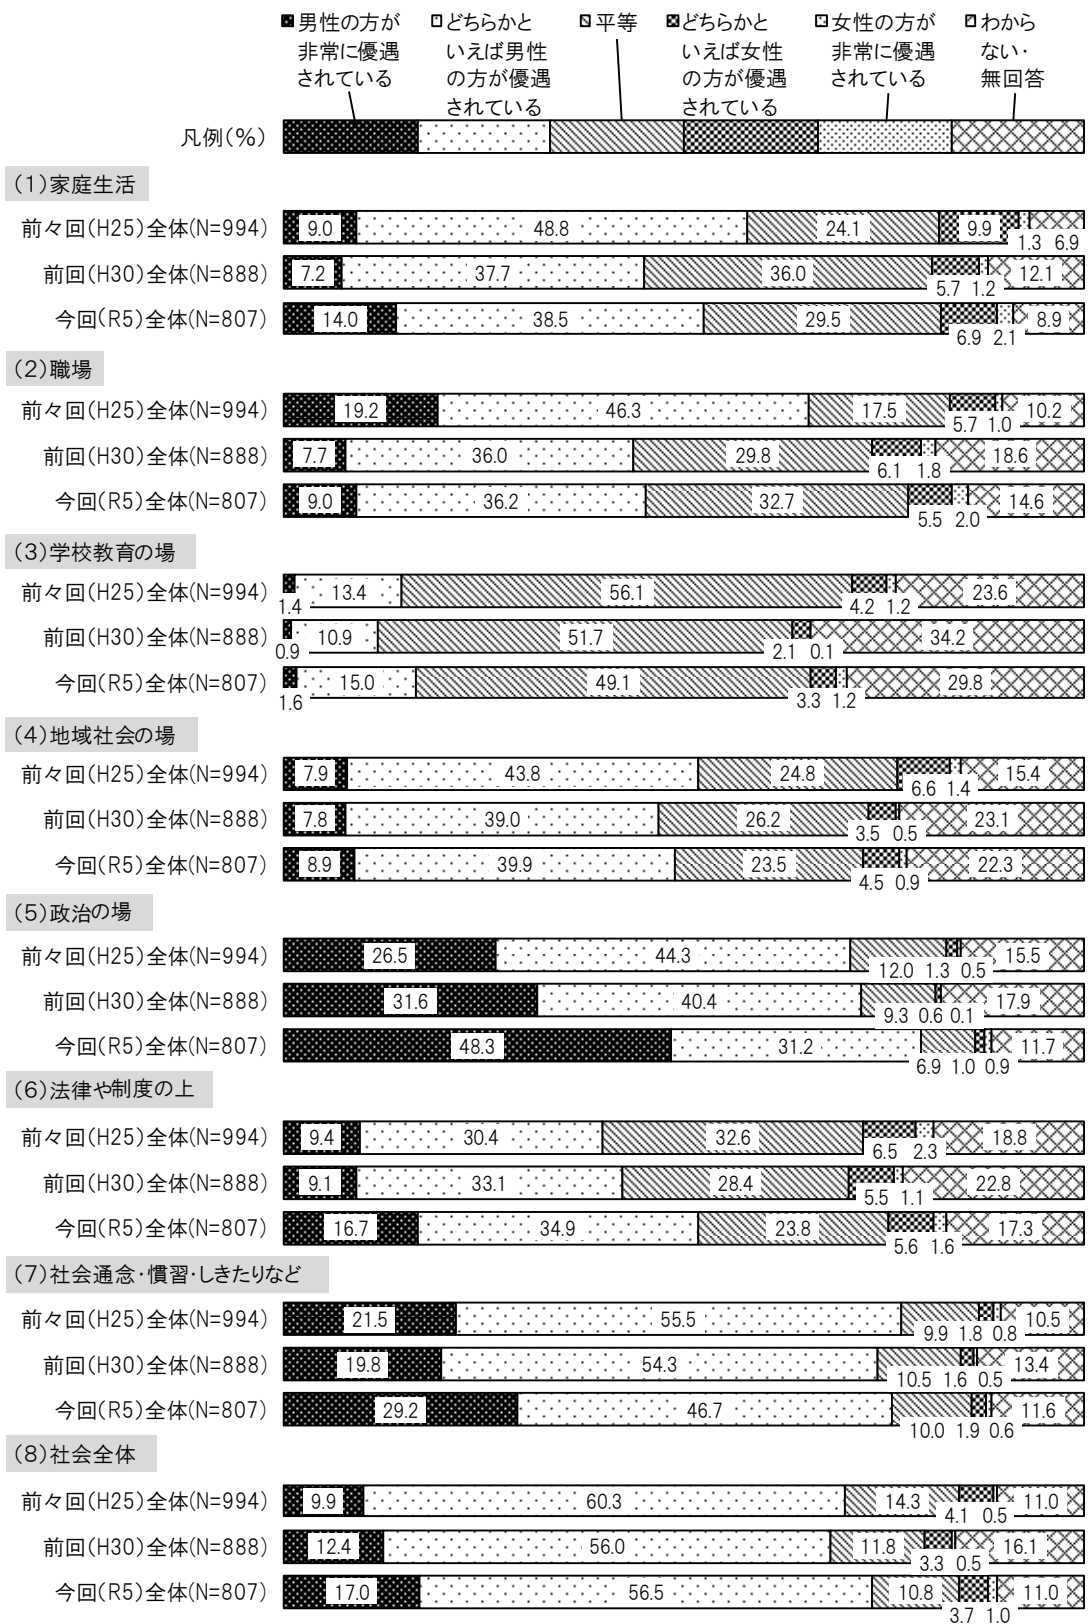 ■男性の方が
非常に優遇
されている
□どちらかと
いえば男性
の方が優遇
されている
平等
どちらかと
いえば女性
の方が優遇
されている
女性の方が
非常に優遇
されている
わから
ない・
無回答
凡例(%)
(1)家庭生活
前々回(H25)全体(N=994) 9.0 48.8 24.1 9.9 1.3 6.9
前回(H30)全体(N=888) 7.2 37.7 36.0 5.7 1.2 12.1
今回(R5)全体(N=807) 14.0 38.5 29.5 6.9 2.1 8.9
(2)職場
前々回(H25)全体(N=994) 19.2 46.3 17.5 5.7 1.0 10.2
前回(H30)全体(N=888) 7.7 36.0 29.8 6.1 1.8 18.6
今回(R5)全体(N=807) 9.0 36.2 32.7 5.5 2.0 14.6
(3)学校教育の場
前々回(H25)全体(N=994) 1.4 13.4 56.1 4.2 1.2 23.6
前回(H30)全体(N=888) 0.9 10.9 51.7 2.1 0.1 34.2
今回(R5)全体(N=807) 1.6 15.0 49.1 3.3 1.2 29.8
(4)地域社会の場
前々回(H25)全体(N=994) 7.9 43.8 24.8 6.6 1.4 15.4
前回(H30)全体(N=888) 7.8 39.0 26.2 3.5 0.5 23.1
今回(R5)全体(N=807) 8.9 39.9 23.5 4.5 0.9 22.3
(5)政治の場
前々回(H25)全体(N=994) 26.5 44.3 12.0 1.3 0.5 15.5
前回(H30)全体(N=888) 31.6 40.4 9.3 0.6 0.1 17.9
今回(R5)全体(N=807) 48.3 31.2 6.9 1.0 0.9 11.7
(6)法律や制度の上
前々回(H25)全体(N=994) 9.4 30.4 32.6 6.5 2.3 18.8
前回(H30)全体(N=888) 9.1 33.1 28.4 5.5 1.1 22.8
今回(R5)全体(N=807) 16.7 34.9 23.8 5.6 1.6 17.3
(7)社会通念・慣習・しきたりなど
前々回(H25)全体(N=994) 21.5 55.5 9.9 1.8 0.8 10.5
前回(H30)全体(N=888) 19.8 54.3 10.5 1.6 0.5 13.4
今回(R5)全体(N=807) 29.2 46.7 10.0 1.9 0.6 11.6
(8)社会全体
前々回(H25)全体(N=994) 9.9 60.3 14.3 4.1 0.5 11.0
前回(H30)全体(N=888) 12.4 56.0 11.8 3.3 0.5 16.1
今回(R5)全体(N=807) 17.0 56.5 10.8 3.7 1.0 11.0